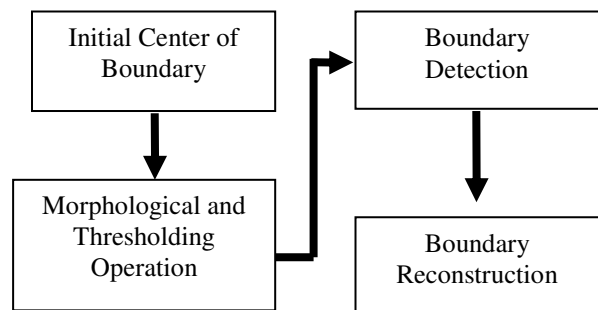 Initial Center of
Boundary
Morphological and
Thresholding
Operation
Boundary
Detection
Boundary
Reconstruction